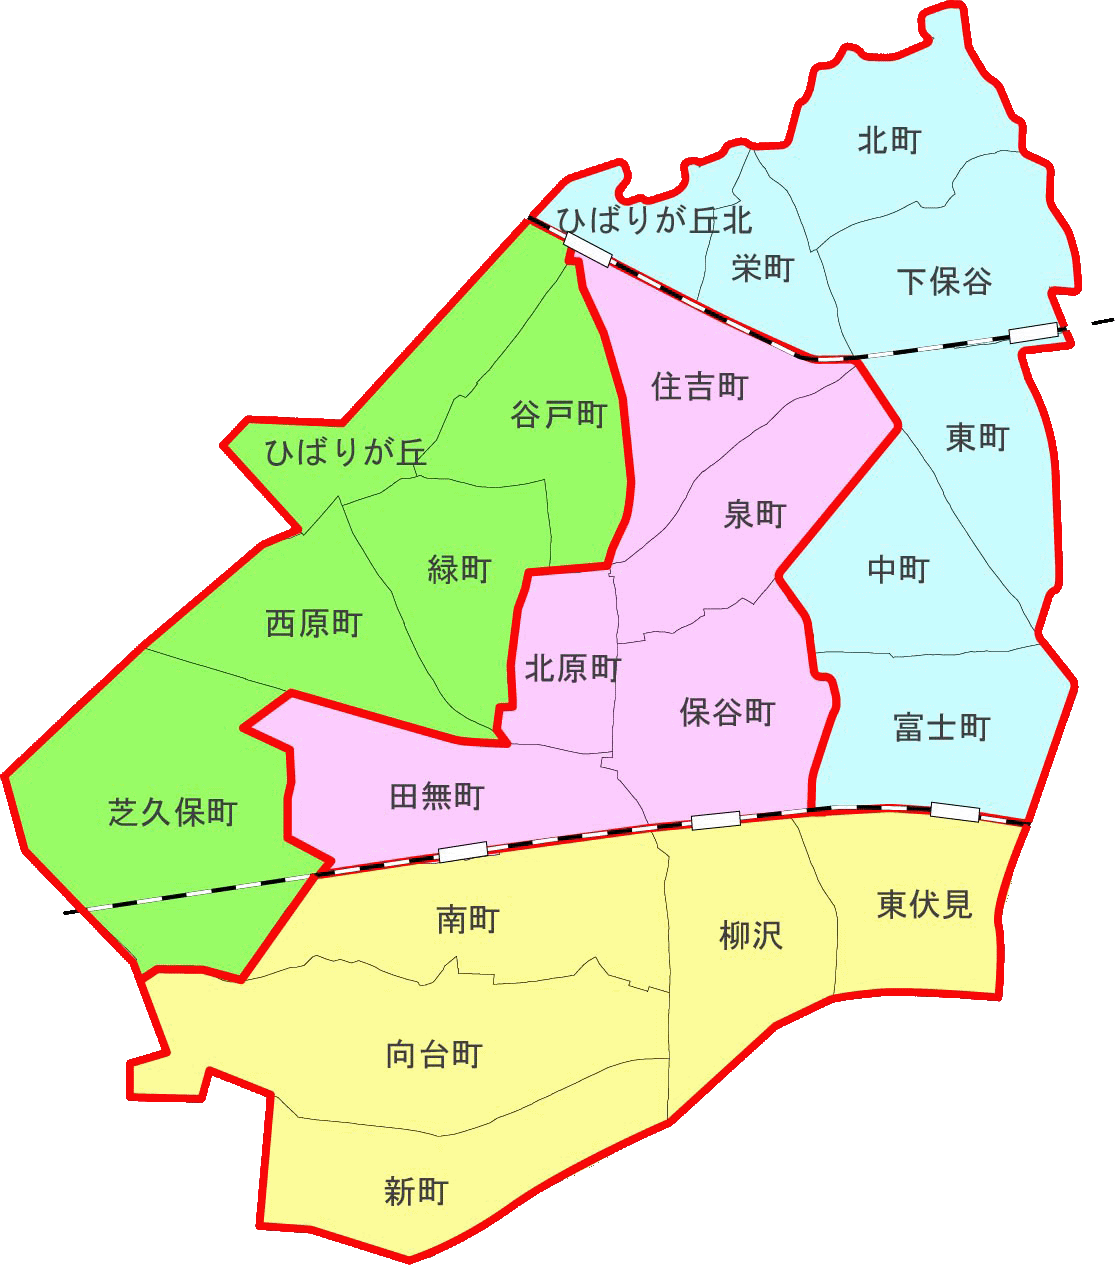 北町
ひばりが丘北
栄町
下保谷
住吉町
谷戸町
東町
ひばりが丘
泉町
緑町
中町
西原町
北原町
保谷町
富士町
田無町
芝久保町
東伏見
南町
柳沢
向台町
新町